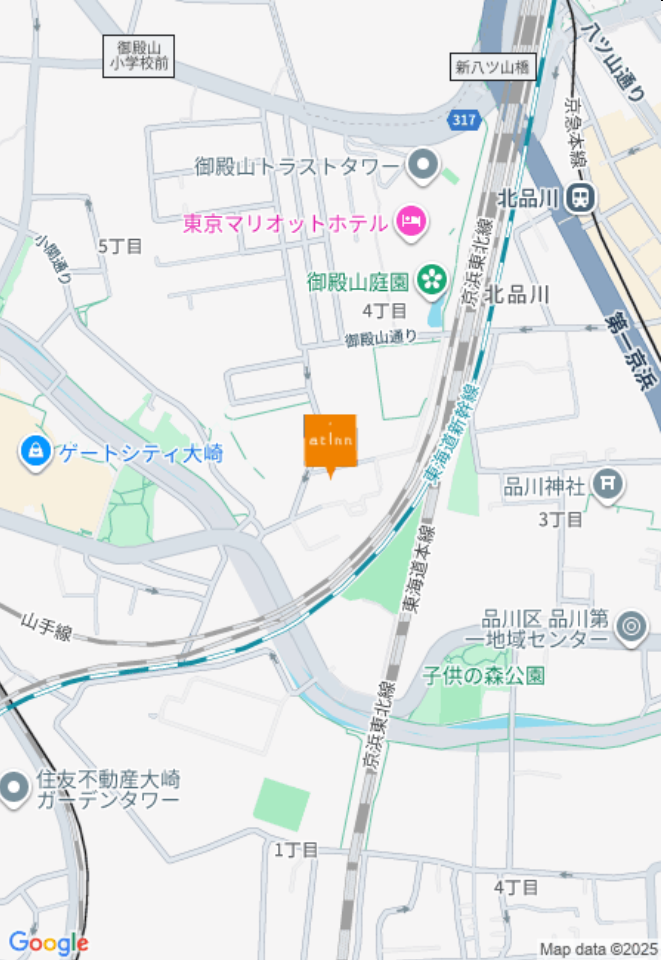 御殿山
小学校前
新八ツ山橋
八ツ山通り
京急本線
317
御殿山トラストタワー
北品川
東京マリオットホテル
京浜東北線
5丁目
小関通り
御殿山庭園
北品川
4丁目
御殿山通り
第一京浜
東海道新幹線
atinn
ゲートシティ大崎
品川神社
3丁目
東海道本線
山手線
品川区 品川第
一地域センター
子供の森公園
京浜東北線
住友不動産大崎
ガーデンタワー
1丁目
4丁目
Google
Map data ©2025